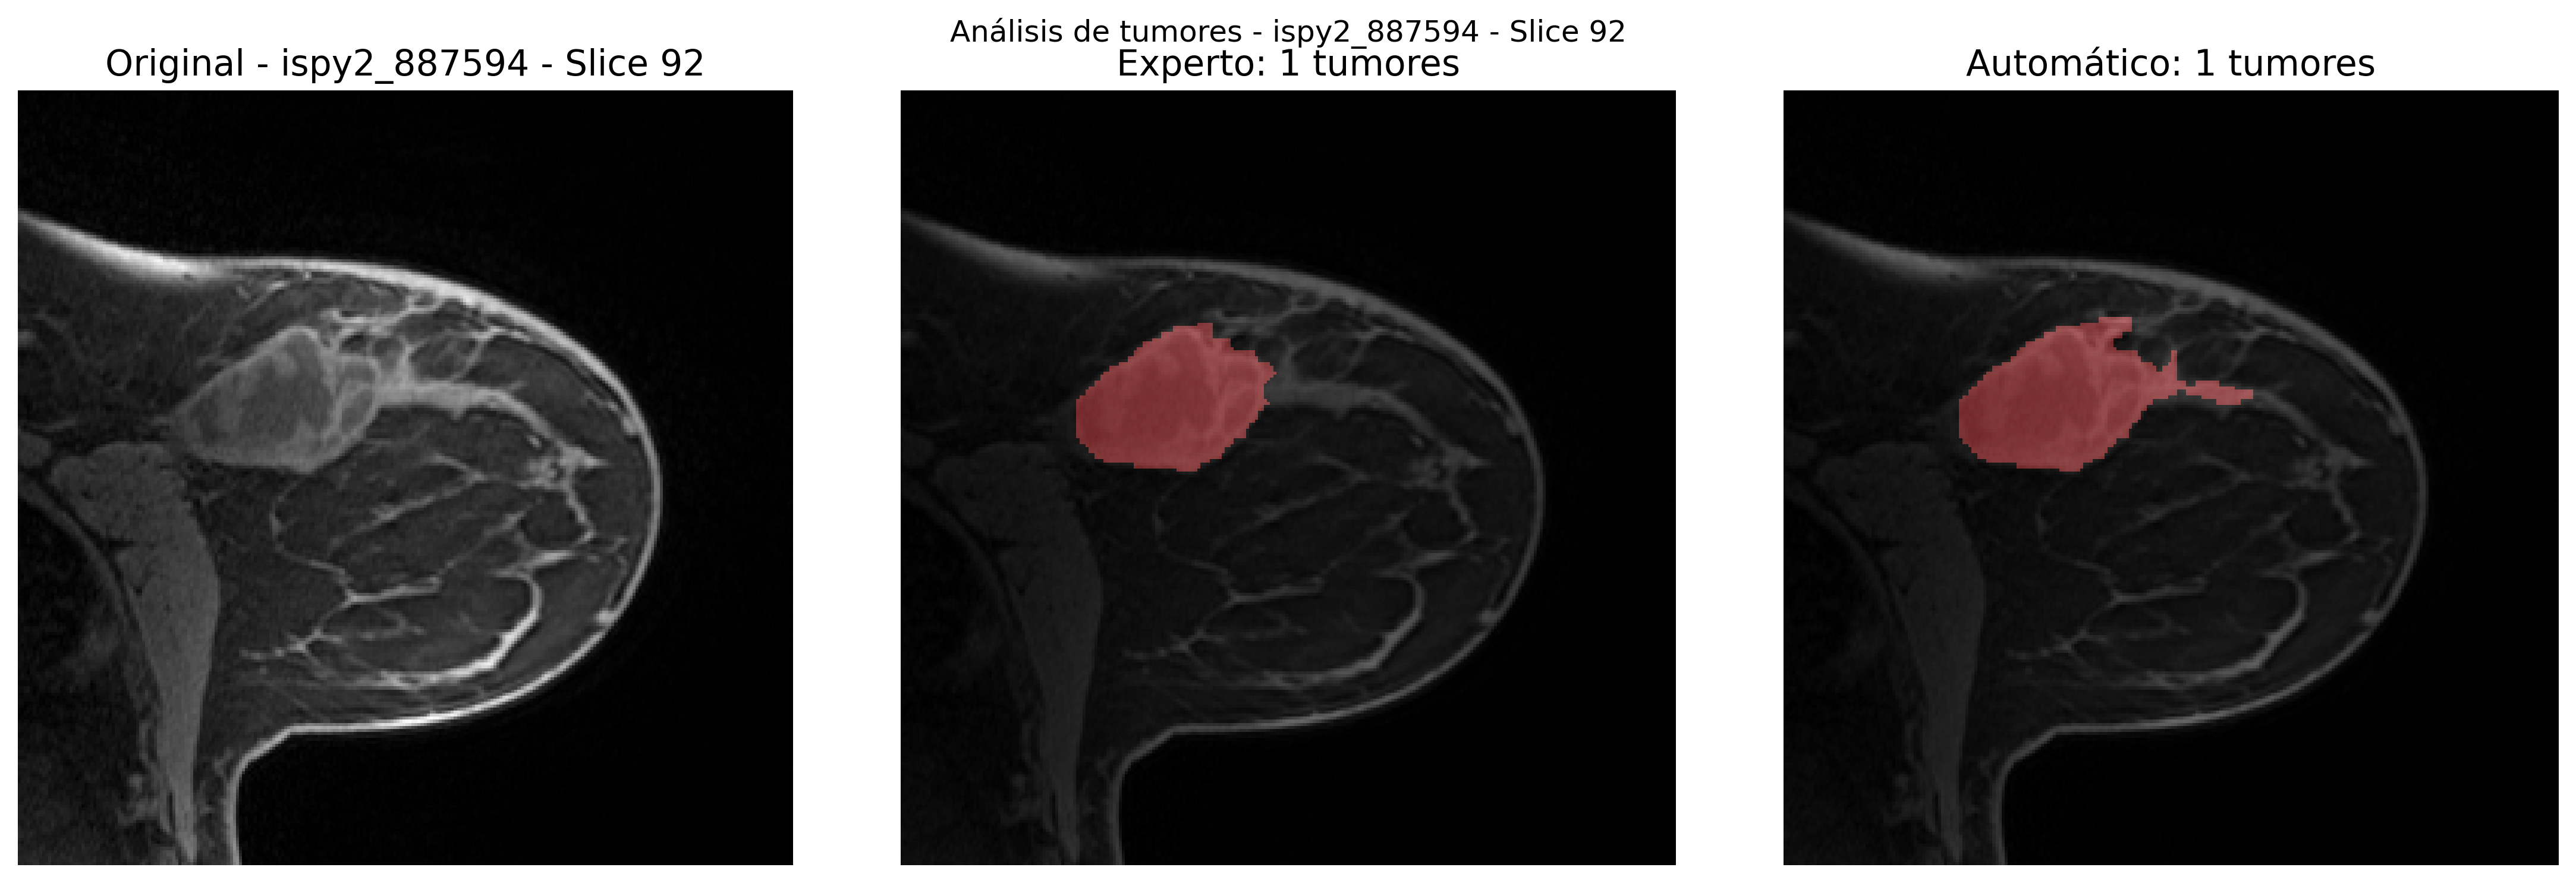 Análisis de tumores - ispy2_887594 - Slice 92
Original - ispy2_887594 - Slice 92
Experto: 1 tumores
Automático: 1 tumores